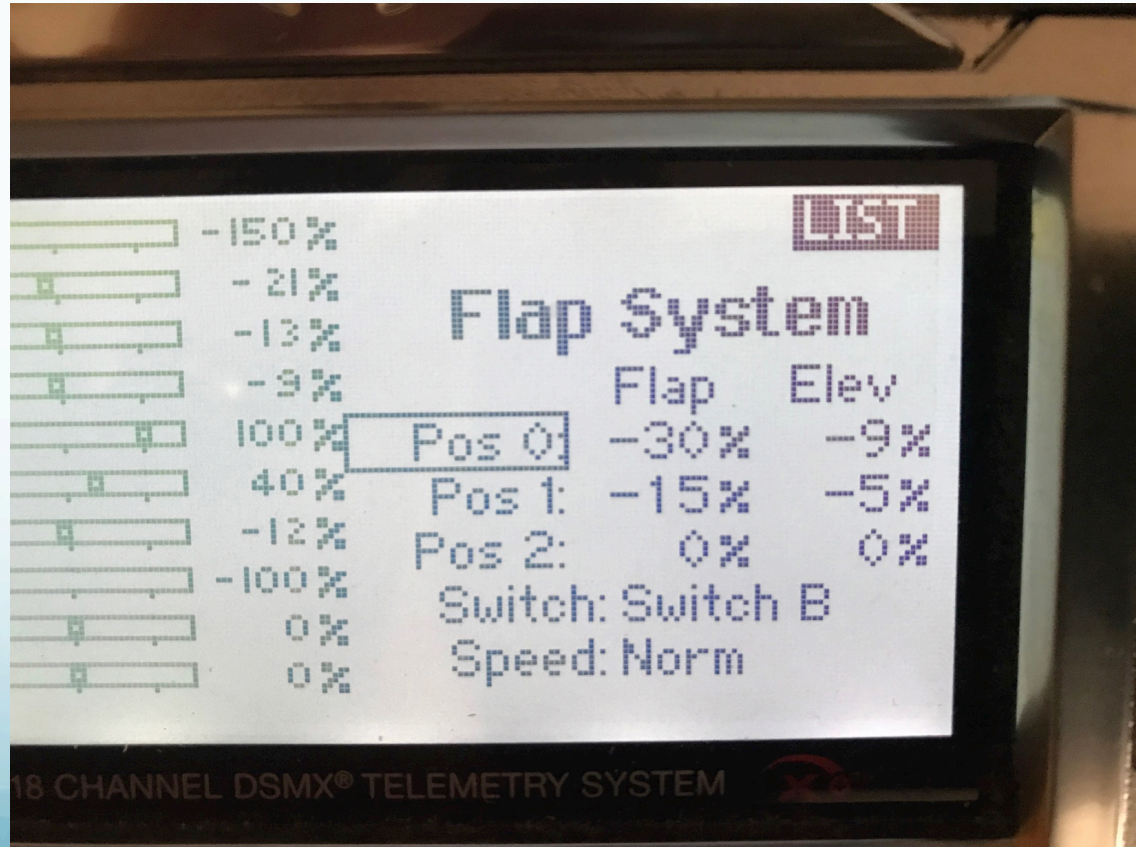 LIST
-150%
-21%
-13%
-9%
100%
40%
-12%
-100%
0%
0%
Flap System
Flap Elev
Pos 0: -30% -9%
Pos 1: -15% -5%
Pos 2: 0% 0%
Switch: Switch B
Speed: Norm
18 CHANNEL DSMX® TELEMETRY SYSTEM